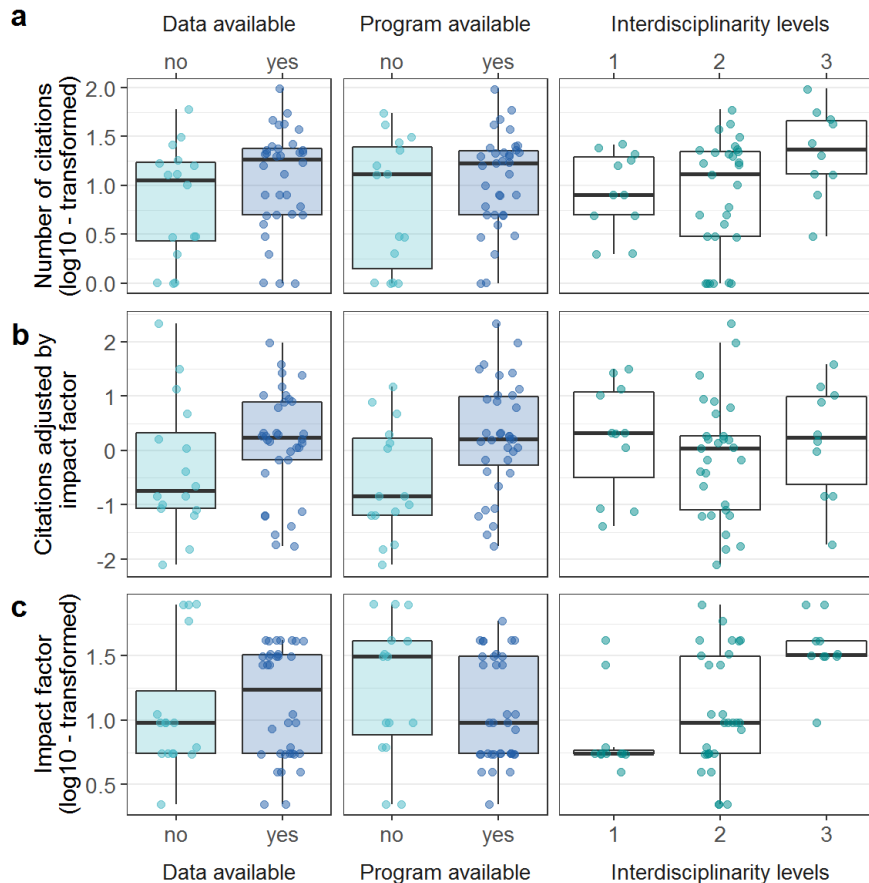 a
Data available
Program available
Interdisciplinarity levels
no
yes
no
yes
1
2
3
Number of citations
(log10 - transformed)
2.0
1.5
1.0
0.5
0.0
b
Citations adjusted by
impact factor
2
1
0
-1
-2
c
Impact factor
(log10 - transformed)
1.5
1.0
0.5
no
yes
no
yes
1
2
3
Data available
Program available
Interdisciplinarity levels